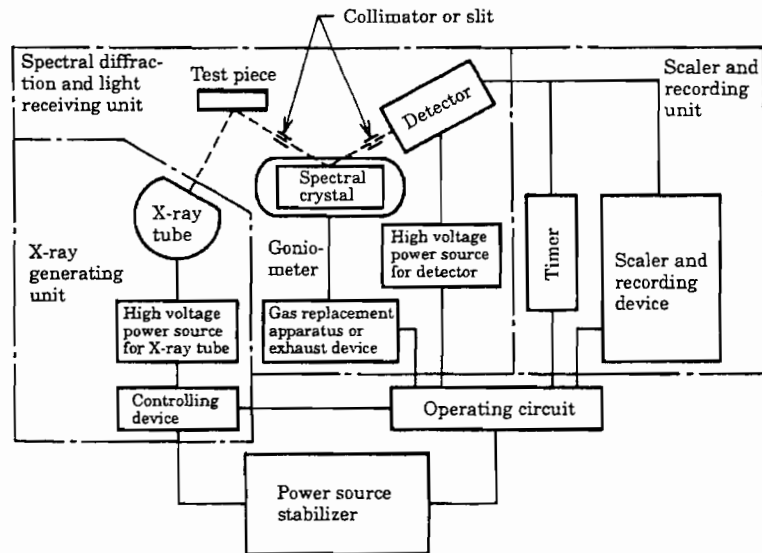 Collimator or slit
Spectral diffrac-
tion and light
receiving unit
Test piece
Detector
Scaler and
recording
unit
Spectral
crystal
X-ray
tube
X-ray
generating
unit
Gonio-
meter
High voltage
power source
for detector
Timer
Scaler and
recording
device
High voltage
power source
for X-ray tube
Gas replacement
apparatus or
exhaust device
Controlling
device
Operating circuit
Power source
stabilizer